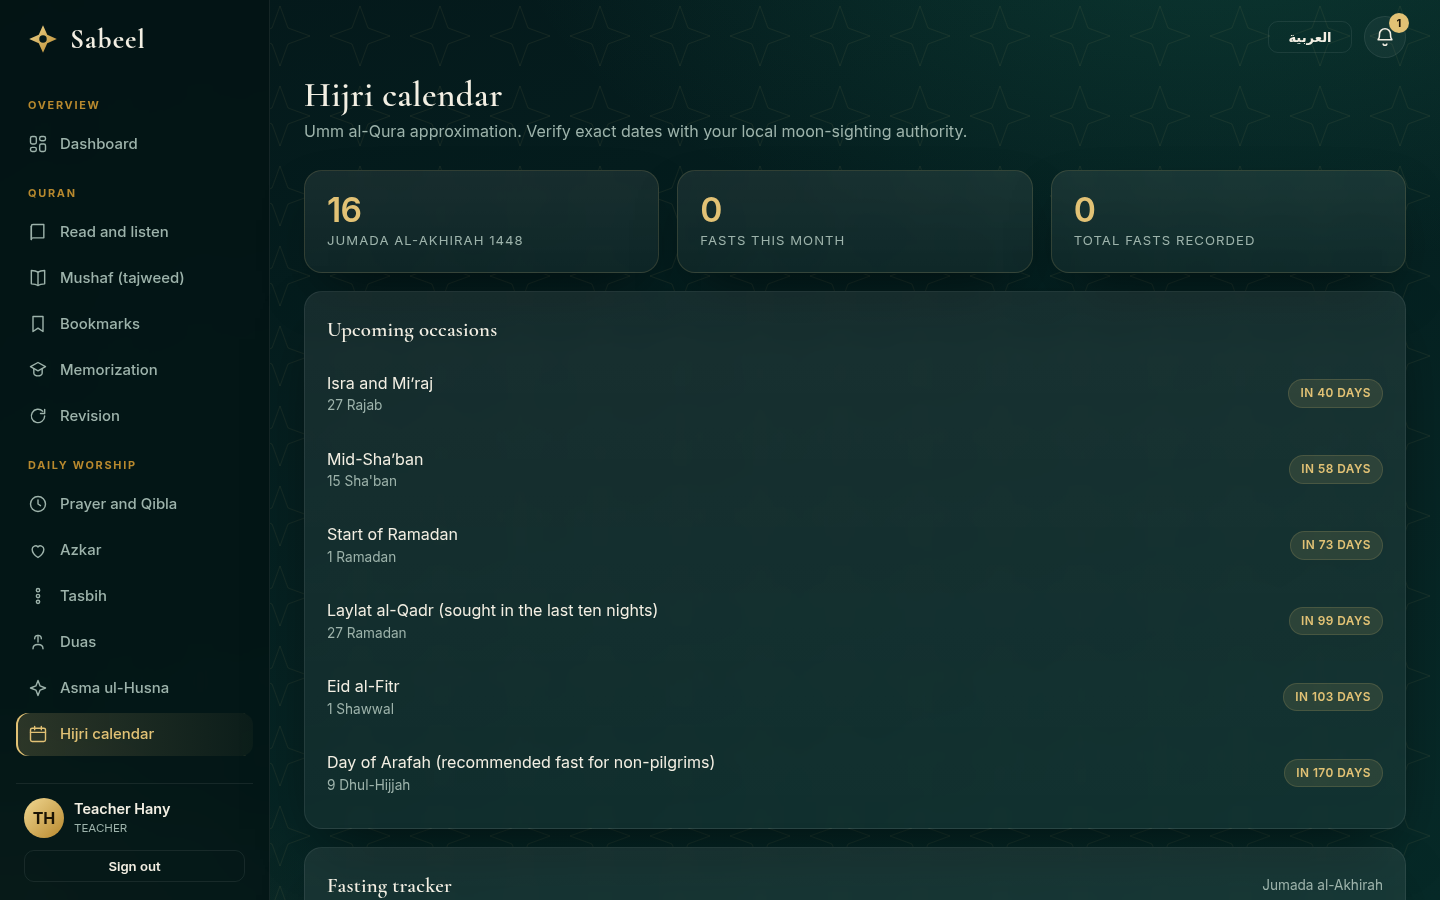 Sabeel
OVERVIEW
Dashboard
QURAN
Read and listen
Mushaf (tajweed)
Bookmarks
Memorization
Revision
DAILY WORSHIP
Prayer and Qibla
Azkar
Tasbih
Duas
Asma ul-Husna
Hijri calendar
TH
Teacher Hany
TEACHER
Sign out
العربية
1
Hijri calendar
Umm al-Qura approximation. Verify exact dates with your local moon-sighting authority.
16
JUMADA AL-AKHIRAH 1448
0
FASTS THIS MONTH
0
TOTAL FASTS RECORDED
Upcoming occasions
Isra and Mi‘raj
27 Rajab
IN 40 DAYS
Mid-Sha‘ban
15 Sha'ban
IN 58 DAYS
Start of Ramadan
1 Ramadan
IN 73 DAYS
Laylat al-Qadr (sought in the last ten nights)
27 Ramadan
IN 99 DAYS
Eid al-Fitr
1 Shawwal
IN 103 DAYS
Day of Arafah (recommended fast for non-pilgrims)
9 Dhul-Hijjah
IN 170 DAYS
Fasting tracker
Jumada al-Akhirah